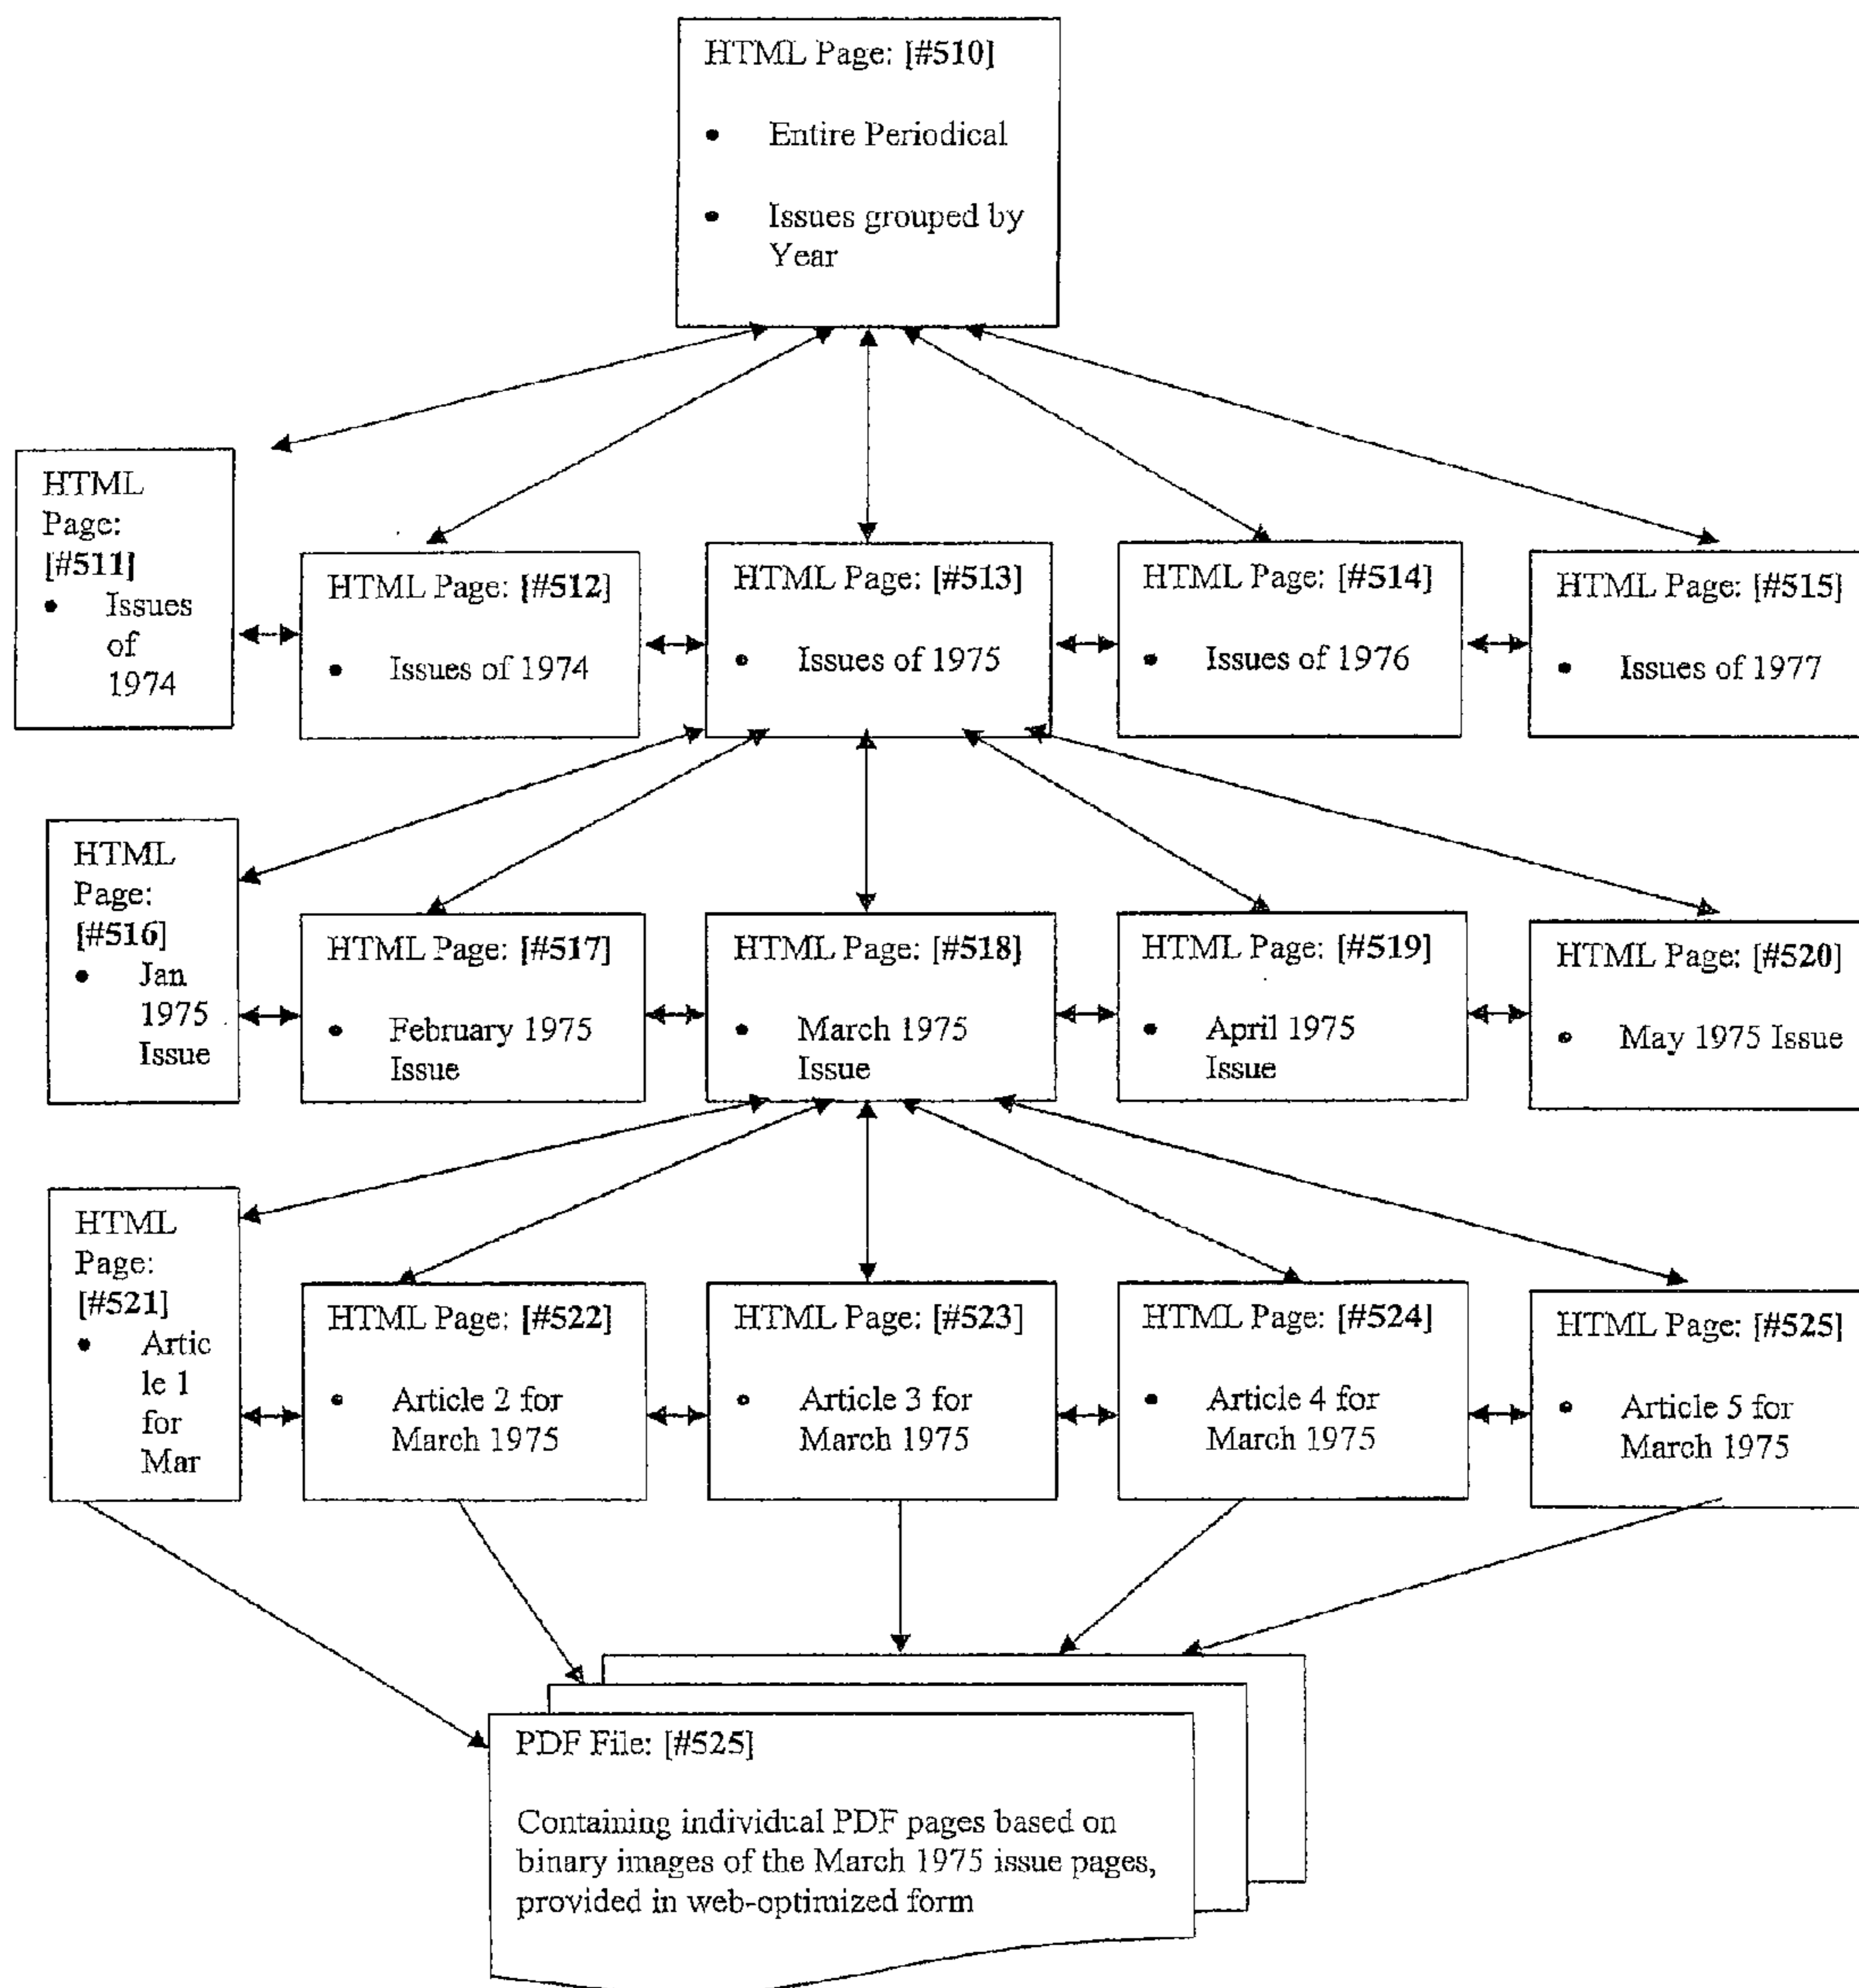 HTML Page: [#510]
• Entire Periodical
• Issues grouped by
Year
HTML
Page:
[#511]
• Issues
of
1974
HTML Page: [#512]
• Issues of 1974
HTML Page: [#513]
• Issues of 1975
HTML Page: [#514]
• Issues of 1976
HTML Page: [#515]
• Issues of 1977
HTML
Page:
[#516]
• Jan
1975
Issue
HTML Page: [#517]
• February 1975
Issue
HTML Page: [#518]
• March 1975
Issue
HTML Page: [#519]
• April 1975
Issue
HTML Page: [#520]
• May 1975 Issue
HTML
Page:
[#521]
• Artic
le 1
for
Mar
HTML Page: [#522]
• Article 2 for
March 1975
HTML Page: [#523]
• Article 3 for
March 1975
HTML Page: [#524]
• Article 4 for
March 1975
HTML Page: [#525]
• Article 5 for
March 1975
PDF File: [#525]
Containing individual PDF pages based on
binary images of the March 1975 issue pages,
provided in web-optimized form